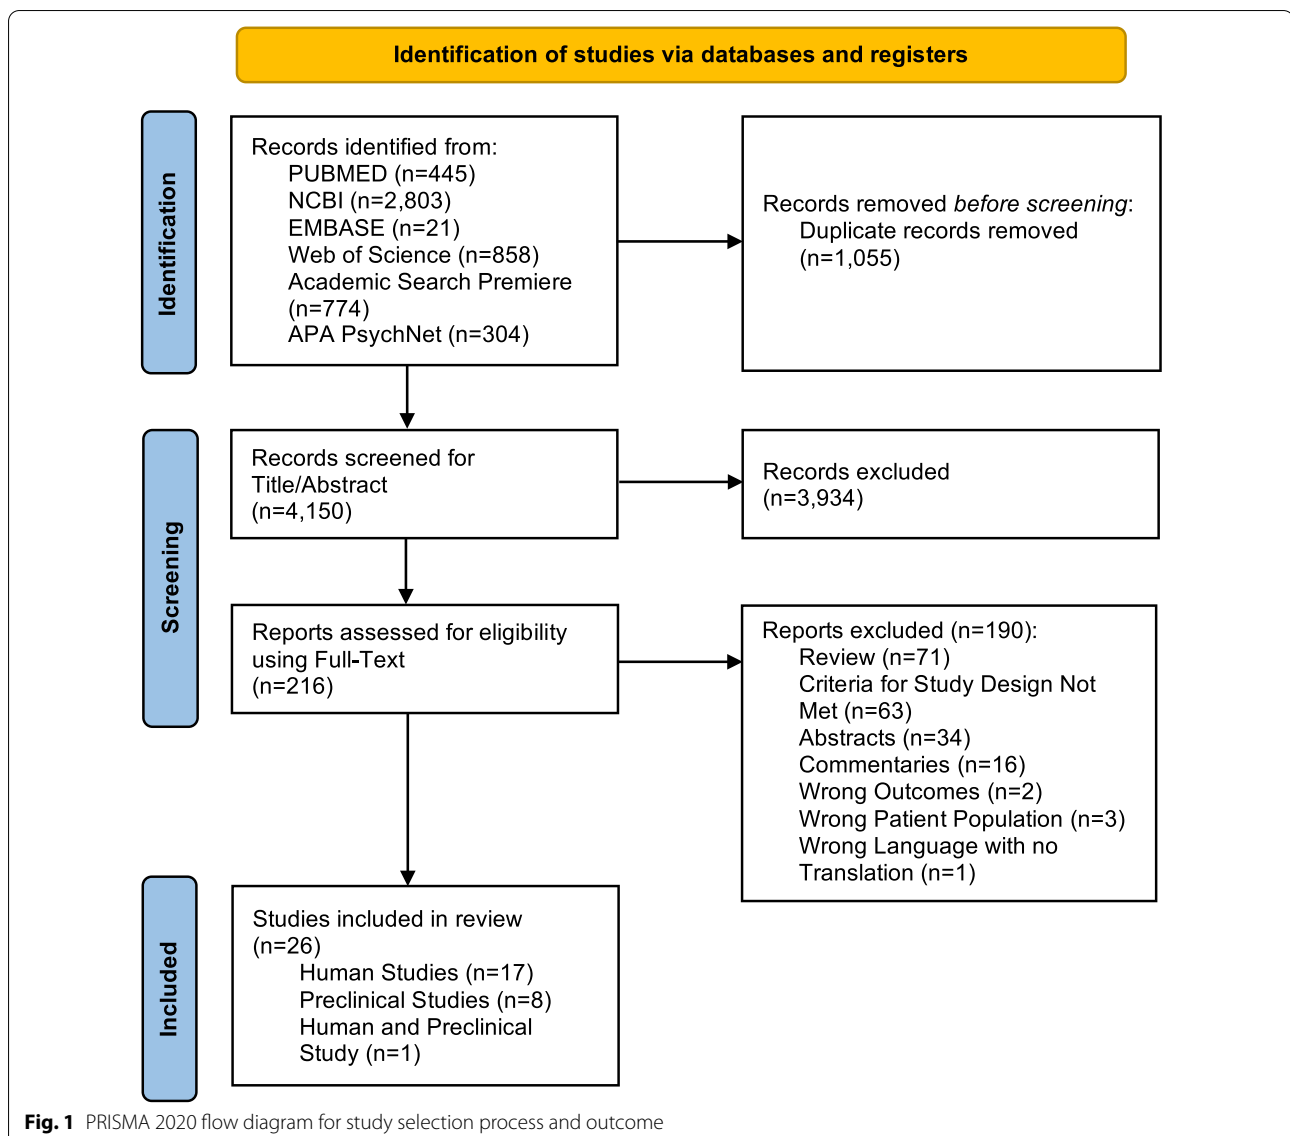 Identification of studies via databases and registers
Identification
Records identified from:
PUBMED (n=445)
NCBI (n=2,803)
EMBASE (n=21)
Web of Science (n=858)
Academic Search Premiere
(n=774)
APA PsychNet (n=304)
Records removed before screening:
Duplicate records removed
(n=1,055)
Screening
Records screened for
Title/Abstract
(n=4,150)
Records excluded
(n=3,934)
Reports assessed for eligibility
using Full-Text
(n=216)
Reports excluded (n=190):
Review (n=71)
Criteria for Study Design Not
Met (n=63)
Abstracts (n=34)
Commentaries (n=16)
Wrong Outcomes (n=2)
Wrong Patient Population (n=3)
Wrong Language with no
Translation (n=1)
Included
Studies included in review
(n=26)
Human Studies (n=17)
Preclinical Studies (n=8)
Human and Preclinical
Study (n=1)
Fig. 1 PRISMA 2020 flow diagram for study selection process and outcome